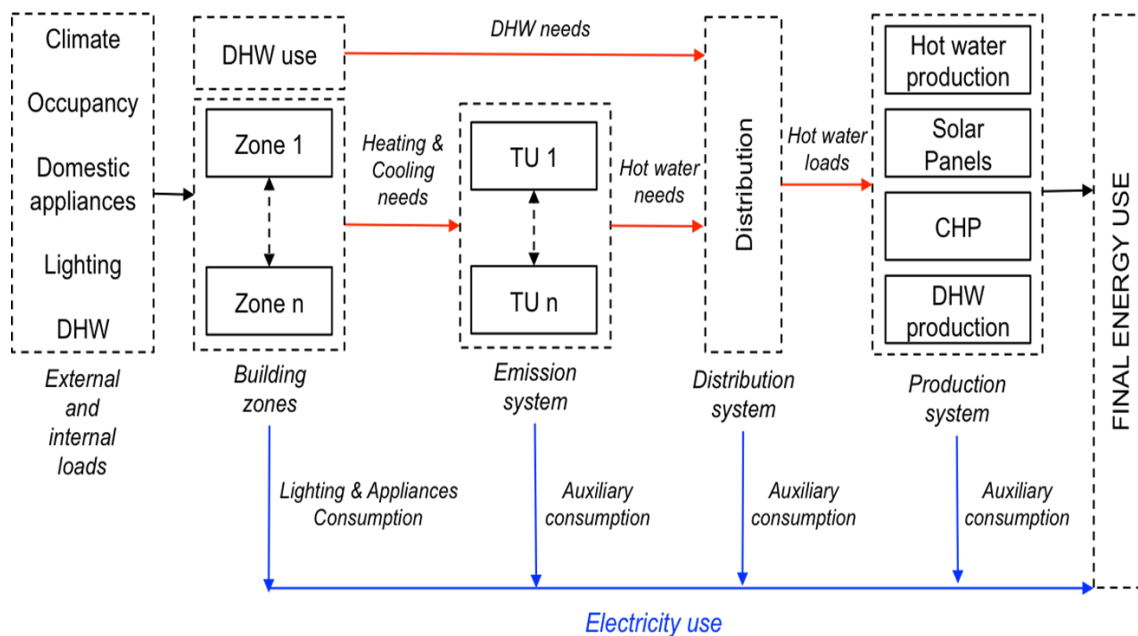 Climate
Occupancy
Domestic
appliances
Lighting
DHW
External
and
internal
loads
DHW use
Zone 1
Zone n
Building
zones
DHW needs
Heating &
Cooling
needs
TU 1
TU n
Emission
system
Hot water
needs
Distribution
Distribution
system
Hot water
loads
Hot water
production
Solar
Panels
CHP
DHW
production
Production
system
FINAL ENERGY USE
Lighting & Appliances
Consumption
Auxiliary
consumption
Auxiliary
consumption
Auxiliary
consumption
Electricity use